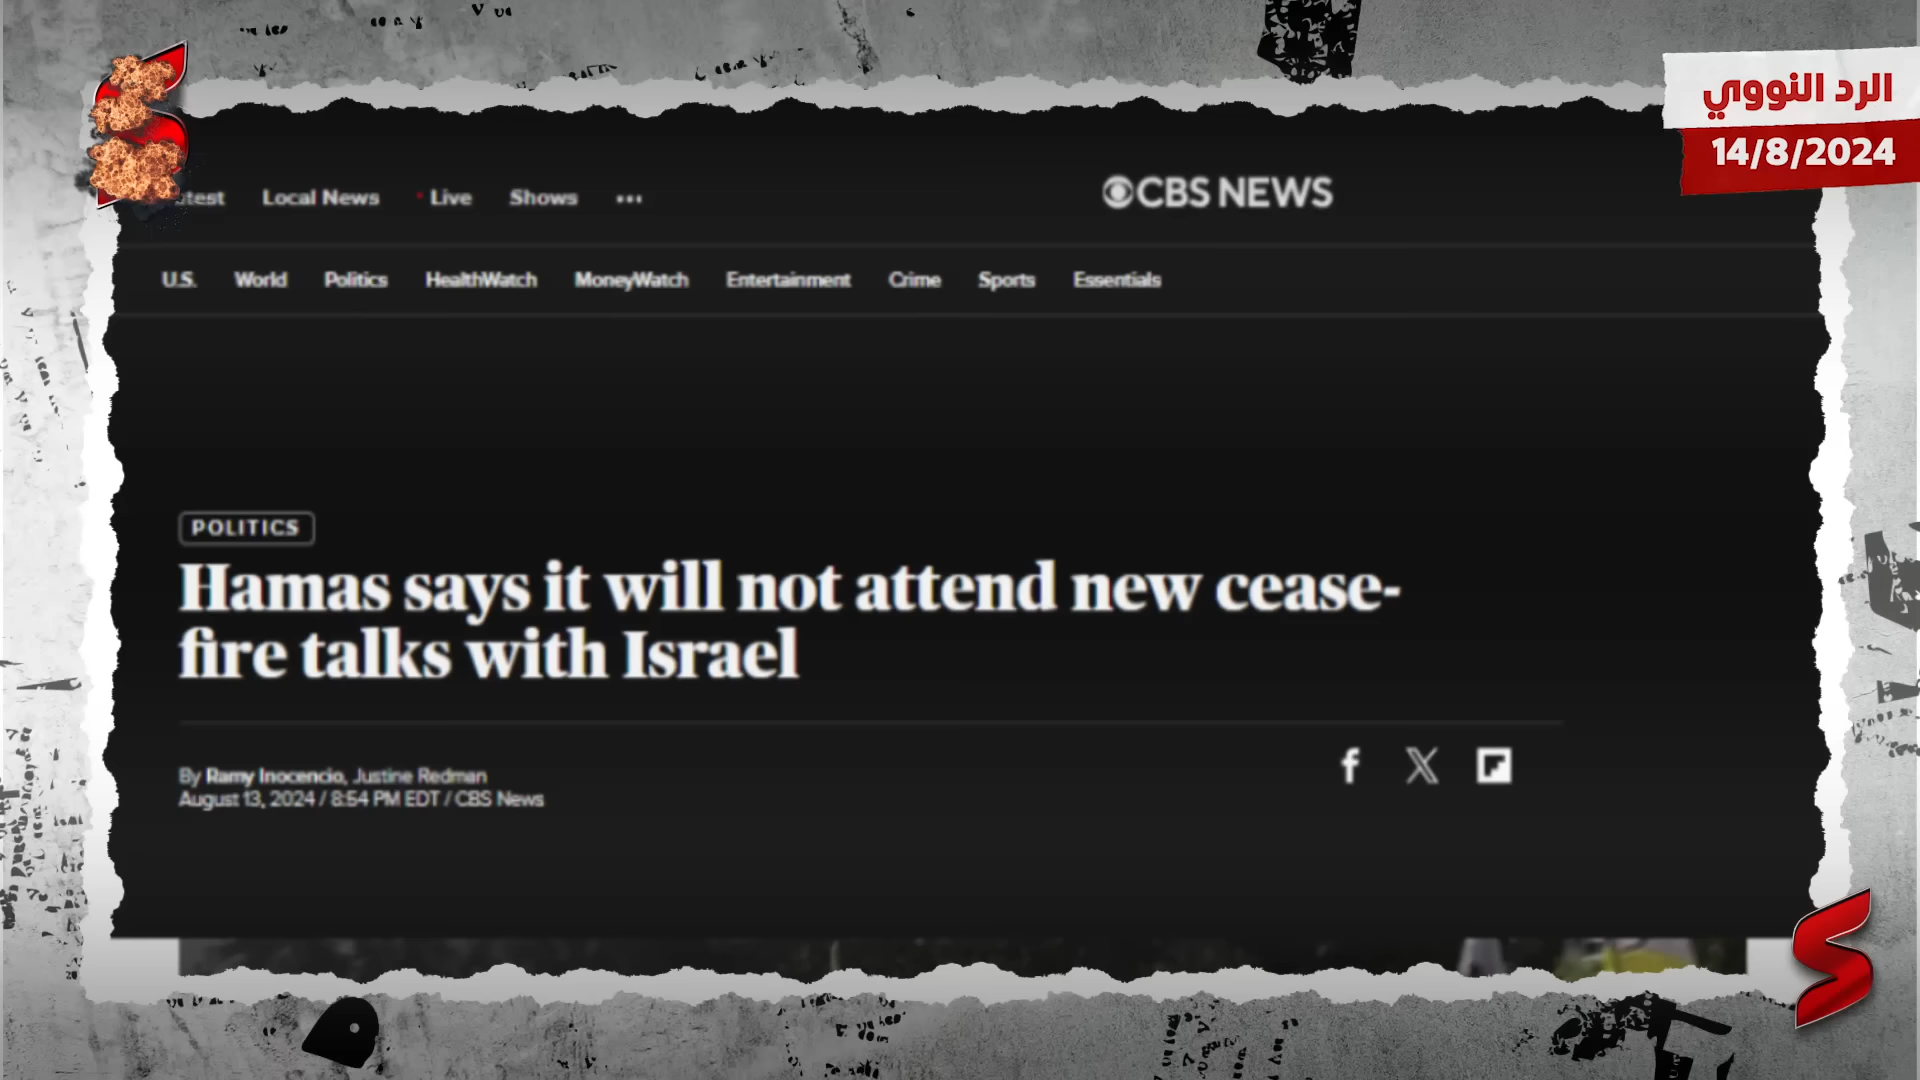 الرد النووي
14/8/2024
Local News
Live
Shows
CBS NEWS
U.S.
World
Politics
HealthWatch
MoneyWatch
Entertainment
Crime
Sports
Essentials
POLITICS
Hamas says it will not attend new cease-
fire talks with Israel
By Ramy Inocencio, Justine Redman
August 13, 2024 / 8:54 PM EDT / CBS News